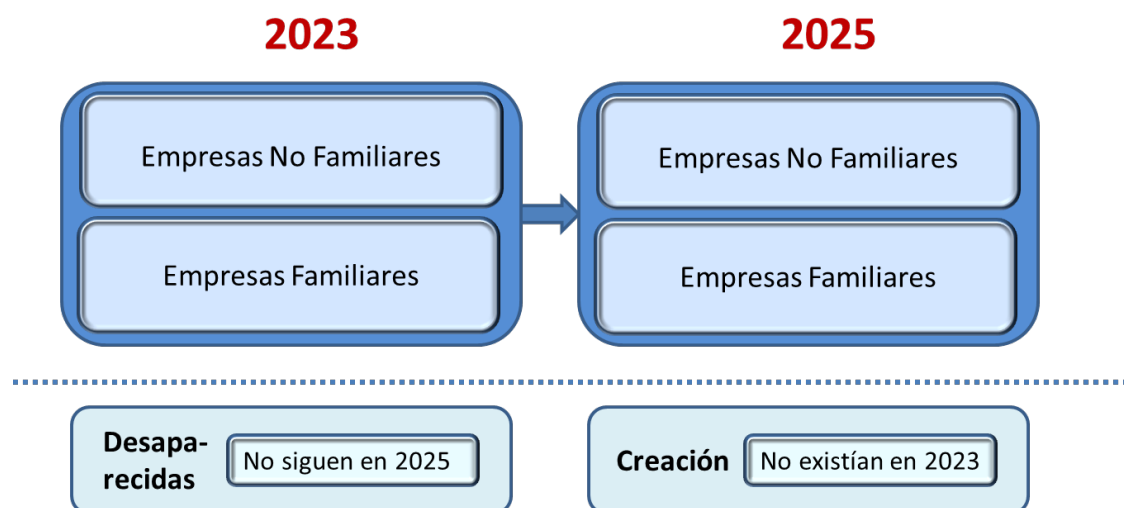 2023
2025
Empresas No Familiares
Empresas Familiares
Empresas No Familiares
Empresas Familiares
Desapa-
recidas
No siguen en 2025
Creación
No existían en 2023